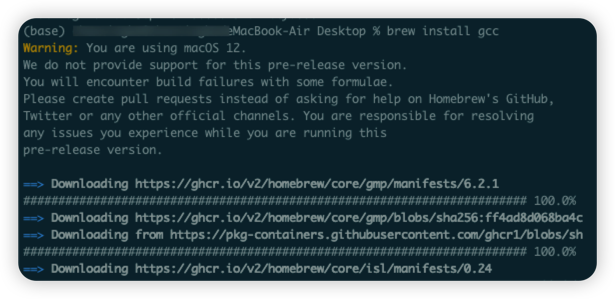 (base) eMacBook-Air Desktop % brew install gcc
Warning: You are using macOS 12.
We do not provide support for this pre-release version.
You will encounter build failures with some formulae.
Please create pull requests instead of asking for help on Homebrew's GitHub,
Twitter or any other official channels. You are responsible for resolving
any issues you experience while you are running this
pre-release version.
==> Downloading https://ghcr.io/v2/homebrew/core/gmp/manifests/6.2.1
######################################################################## 100.0%
==> Downloading https://ghcr.io/v2/homebrew/core/gmp/blobs/sha256:ff4ad8d068ba4c
==> Downloading from https://pkg-containers.githubusercontent.com/ghcr1/blobs/sh
######################################################################## 100.0%
==> Downloading https://ghcr.io/v2/homebrew/core/isl/manifests/0.24